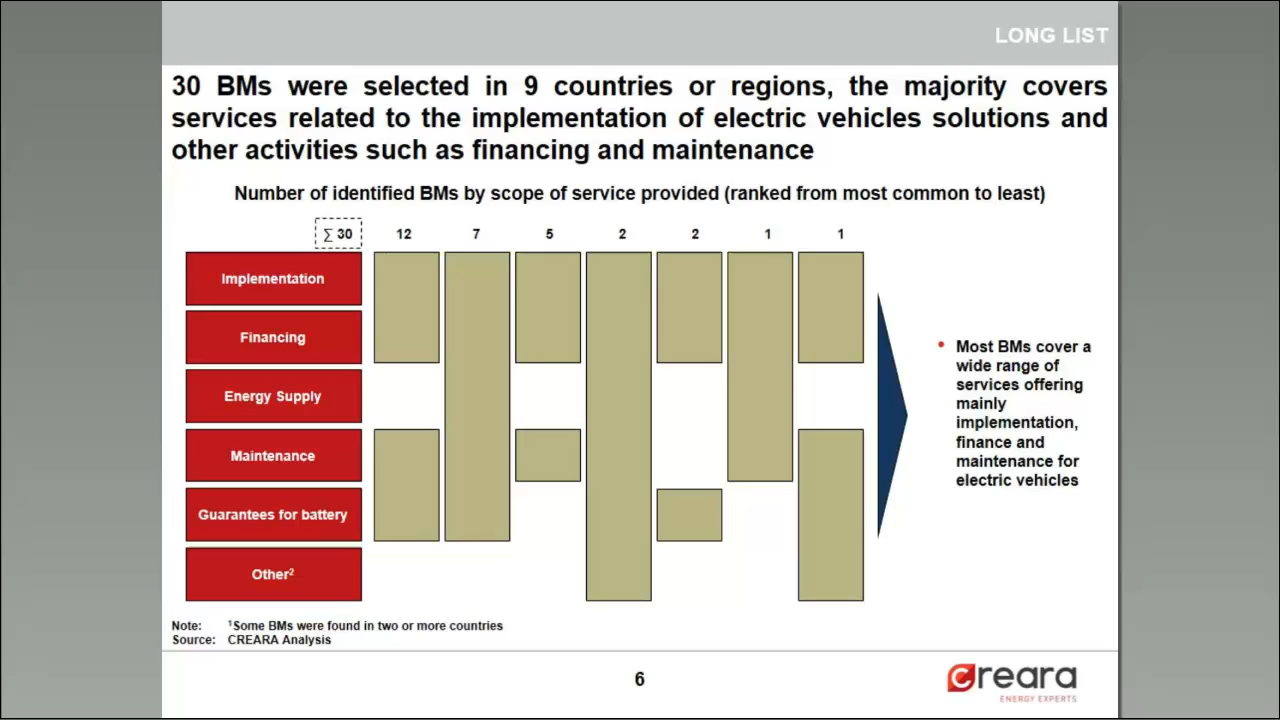 LONG LIST
30 BMs were selected in 9 countries or regions, the majority covers
services related to the implementation of electric vehicles solutions and
other activities such as financing and maintenance
Number of identified BMs by scope of service provided (ranked from most common to least)
∑ 30 12 7 5 2 2 1 1
Implementation
Financing
Energy Supply
Maintenance
Guarantees for battery
Other²
• Most BMs cover a
wide range of
services offering
mainly
implementation,
finance and
maintenance for
electric vehicles
Note: ¹Some BMs were found in two or more countries
Source: CREARA Analysis
6
creara
ENERGY EXPERTS